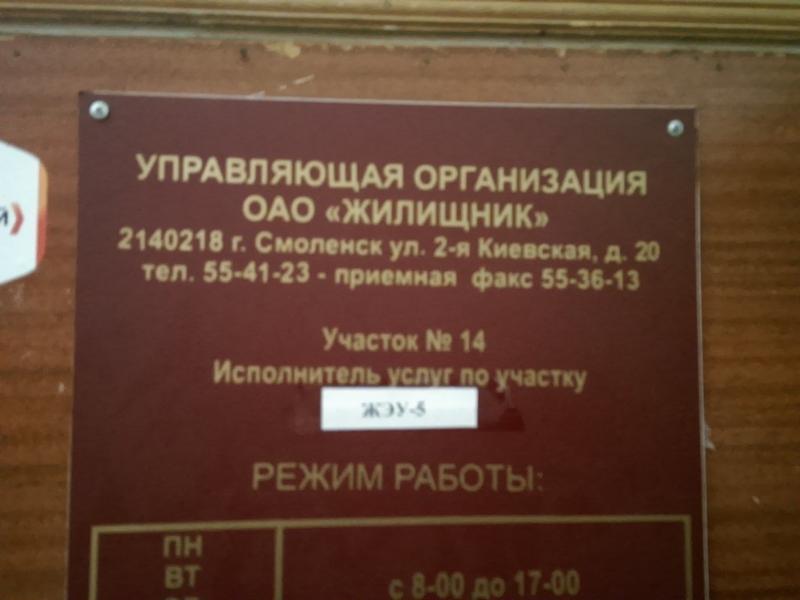 УПРАВЛЯЮЩАЯ ОРГАНИЗАЦИЯ
ОАО «ЖИЛИЩНИК»
2140218 г. Смоленск ул. 2-я Киевская, д. 20
тел. 55-41-23 - приемная факс 55-36-13
Участок № 14
Исполнитель услуг по участку
ЖЭУ-5
РЕЖИМ РАБОТЫ:
ПН
ВТ
с 8-00 до 17-00